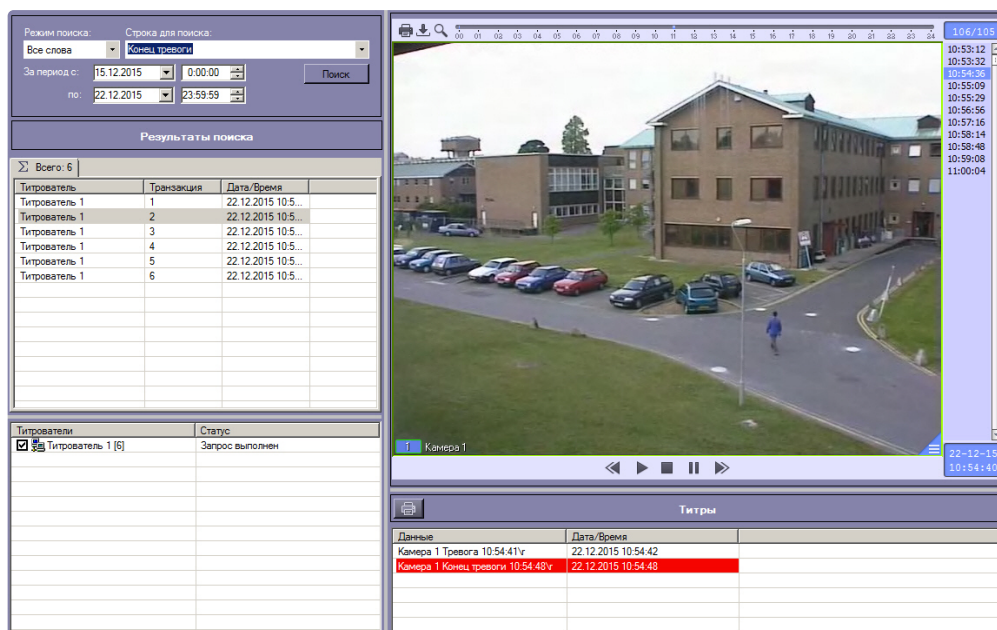 Режим поиска: Строка для поиска:
Все слова Конец тревоги
За период с: 15.12.2015 0:00:00 Поиск
по: 22.12.2015 23:59:59
Результаты поиска
Σ Всего: 6
Титрователь Транзакция Дата/Время
Титрователь 1 1 22.12.2015 10:5...
Титрователь 1 2 22.12.2015 10:5...
Титрователь 1 3 22.12.2015 10:5...
Титрователь 1 4 22.12.2015 10:5...
Титрователь 1 5 22.12.2015 10:5...
Титрователь 1 6 22.12.2015 10:5...
Титрователи Статус
Титрователь 1 [6] Запрос выполнен
00 01 02 03 04 05 06 07 08 09 10 11 12 13 14 15 16 17 18 19 20 21 22 23 24
106/105
10:53:12
10:53:32
10:54:36
10:55:09
10:55:29
10:56:56
10:57:16
10:58:14
10:58:48
10:59:08
11:00:04
1 Камера 1
22-12-15
10:54:40
Титры
Данные Дата/Время
Камера 1 Тревога 10:54:41\r 22.12.2015 10:54:42
Камера 1 Конец тревоги 10:54:48\r 22.12.2015 10:54:48